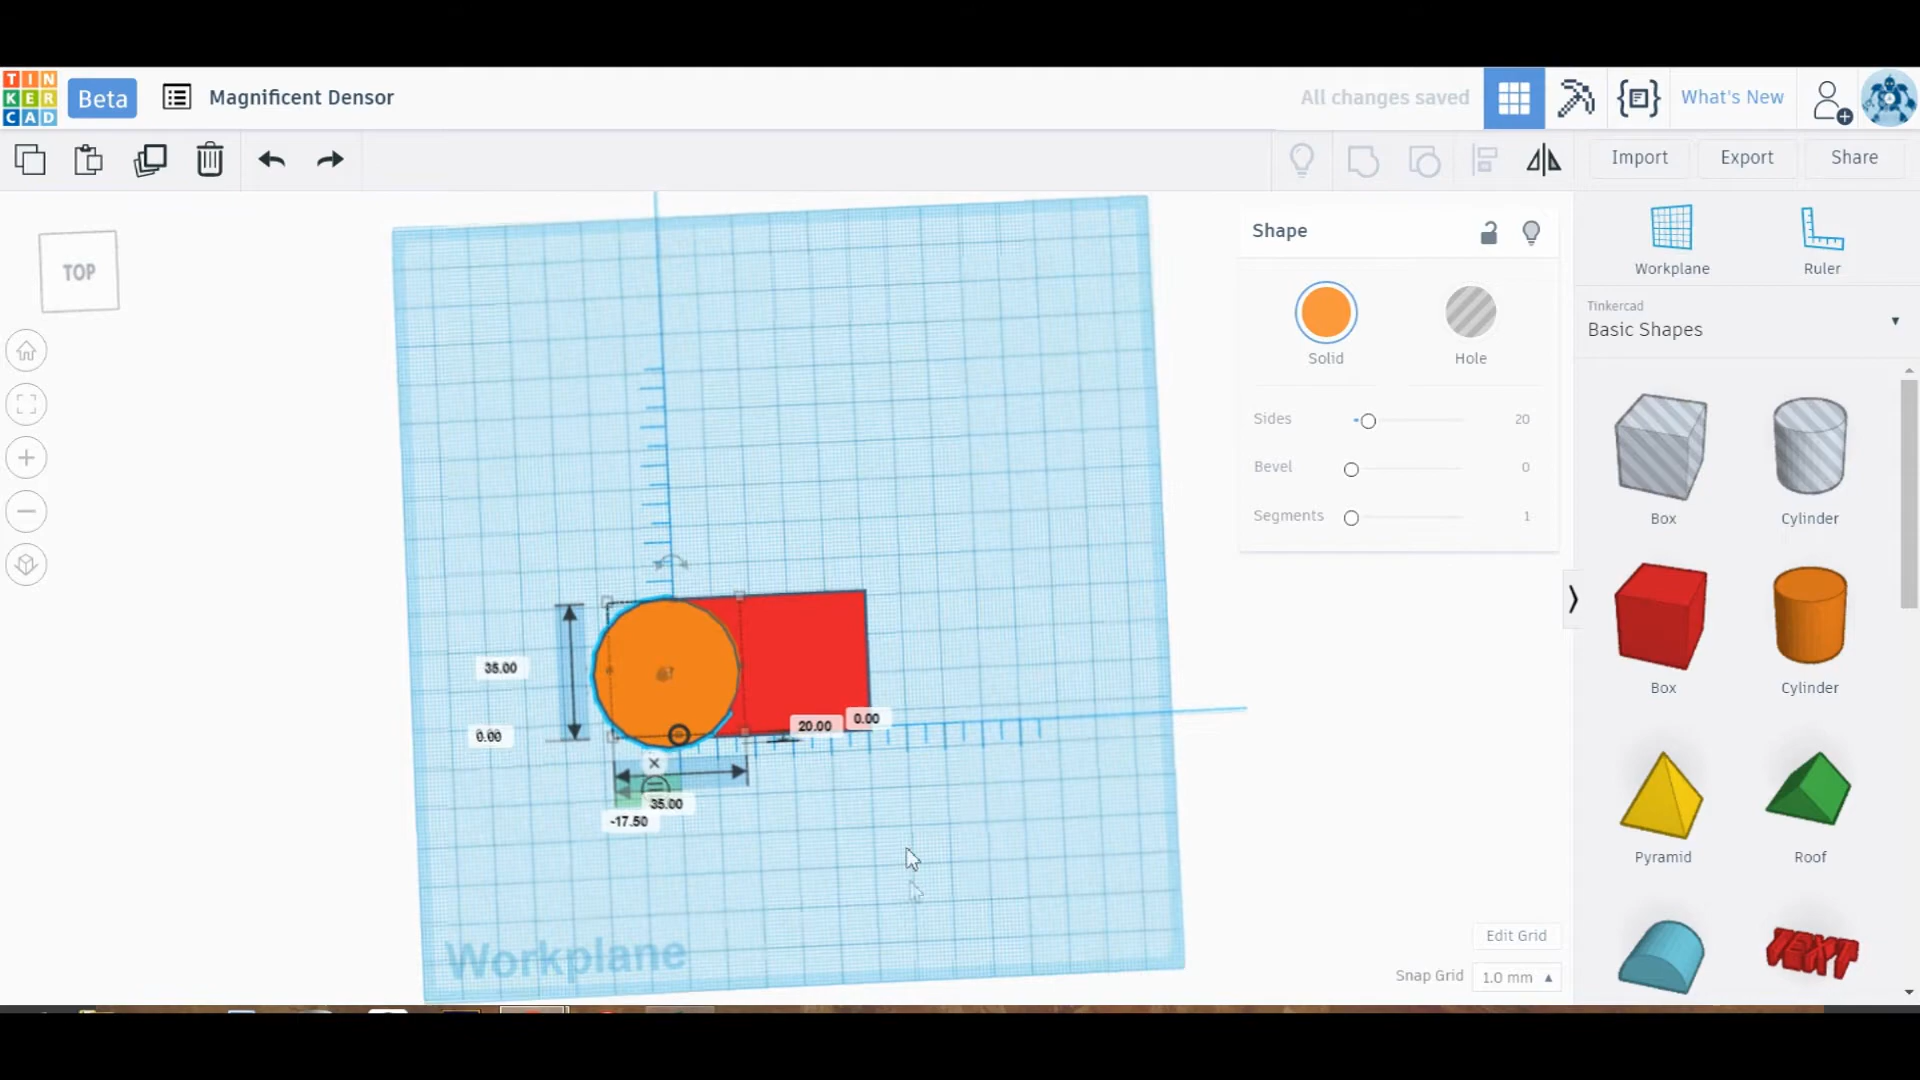 TIN
KER
CAD
Beta
Magnificent Densor
All changes saved
What's New
Import
Export
Share
TOP
Shape
Solid
Hole
Sides
20
Bevel
0
Segments
1
Workplane
Ruler
Tinkercad
Basic Shapes
Box
Cylinder
Box
Cylinder
Pyramid
Roof
TEXT
35.00
0.00
20.00
0.00
35.00
-17.50
Workplane
Edit Grid
Snap Grid
1.0 mm